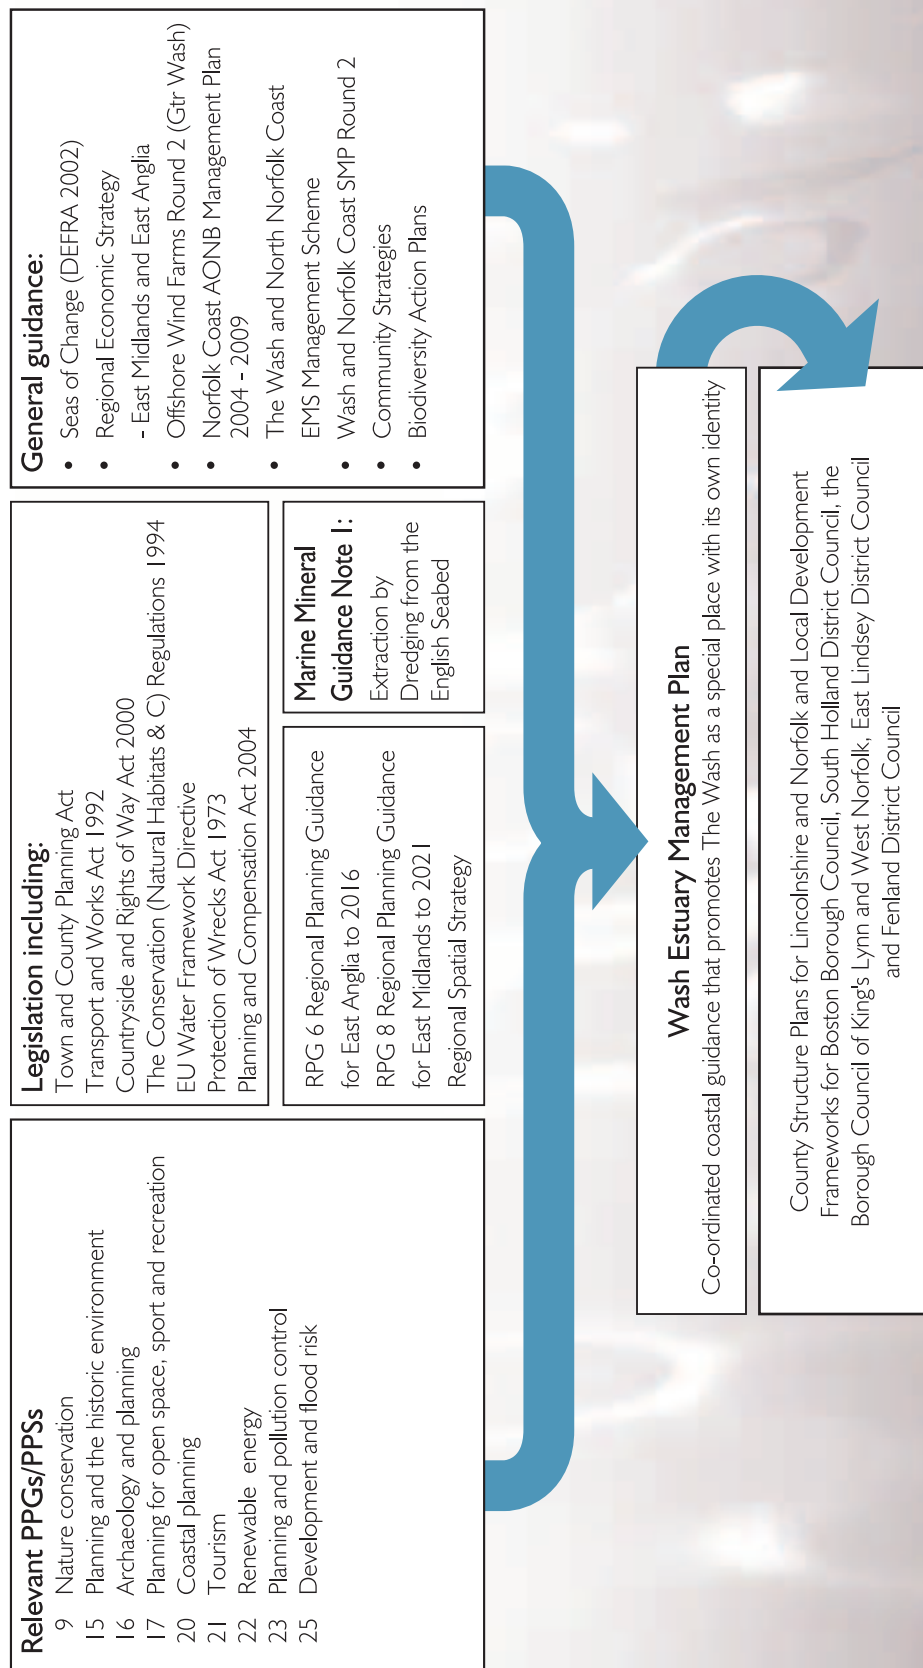 Relevant PPGs/PPSs
9 Nature conservation
15 Planning and the historic environment
16 Archaeology and planning
17 Planning for open space, sport and recreation
20 Coastal planning
21 Tourism
22 Renewable energy
23 Planning and pollution control
25 Development and flood risk
Legislation including:
Town and County Planning Act
Transport and Works Act 1992
Countryside and Rights of Way Act 2000
The Conservation (Natural Habitats & C) Regulations 1994
EU Water Framework Directive
Protection of Wrecks Act 1973
Planning and Compensation Act 2004
RPG 6 Regional Planning Guidance
for East Anglia to 2016
RPG 8 Regional Planning Guidance
for East Midlands to 2021
Regional Spatial Strategy
Marine Mineral
Guidance Note 1:
Extraction by
Dredging from the
English Seabed
General guidance:
• Seas of Change (DEFRA 2002)
• Regional Economic Strategy
- East Midlands and East Anglia
• Offshore Wind Farms Round 2 (Gtr Wash)
• Norfolk Coast AONB Management Plan
2004 - 2009
• The Wash and North Norfolk Coast
EMS Management Scheme
• Wash and Norfolk Coast SMP Round 2
• Community Strategies
• Biodiversity Action Plans
Wash Estuary Management Plan
Co-ordinated coastal guidance that promotes The Wash as a special place with its own identity
County Structure Plans for Lincolnshire and Norfolk and Local Development
Frameworks for Boston Borough Council, South Holland District Council, the
Borough Council of King's Lynn and West Norfolk, East Lindsey District Council
and Fenland District Council